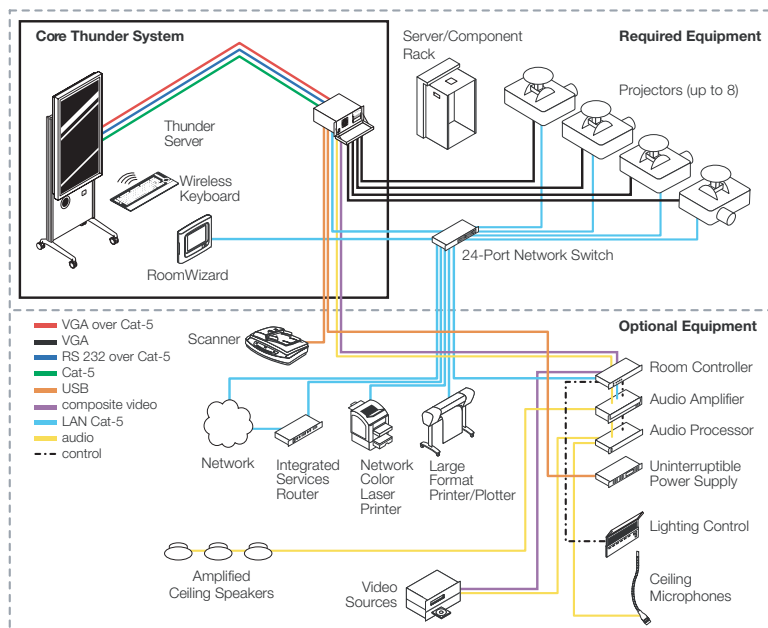 Core Thunder System
Server/Component
Rack
Required Equipment
Projectors (up to 8)
Thunder
Server
Wireless
Keyboard
RoomWizard
24-Port Network Switch
VGA over Cat-5
VGA
RS 232 over Cat-5
Cat-5
USB
composite video
LAN Cat-5
audio
control
Scanner
Optional Equipment
Room Controller
Audio Amplifier
Audio Processor
Uninterruptible
Power Supply
Lighting Control
Ceiling
Microphones
Network
Integrated
Services
Router
Network
Color
Laser
Printer
Large
Format
Printer/Plotter
Amplified
Ceiling Speakers
Video
Sources